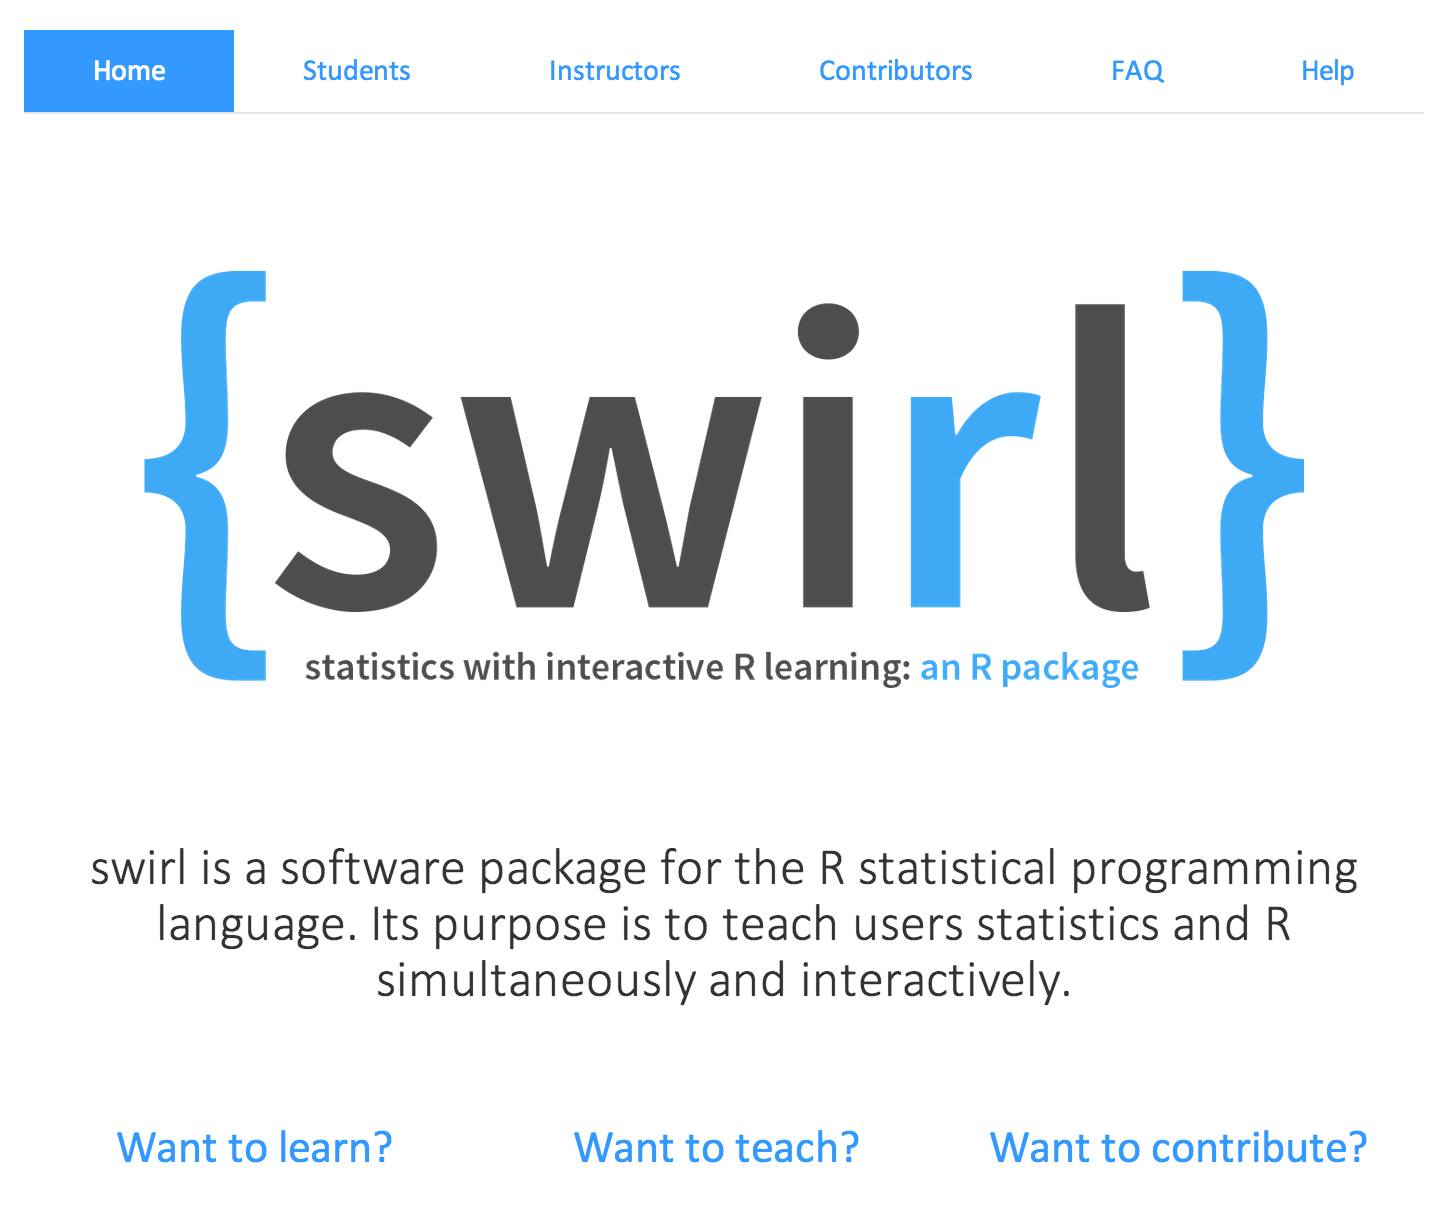 Home Students Instructors Contributors FAQ Help
{swirl}
statistics with interactive R learning: an R package
swirl is a software package for the R statistical programming
language. Its purpose is to teach users statistics and R
simultaneously and interactively.
Want to learn? Want to teach? Want to contribute?